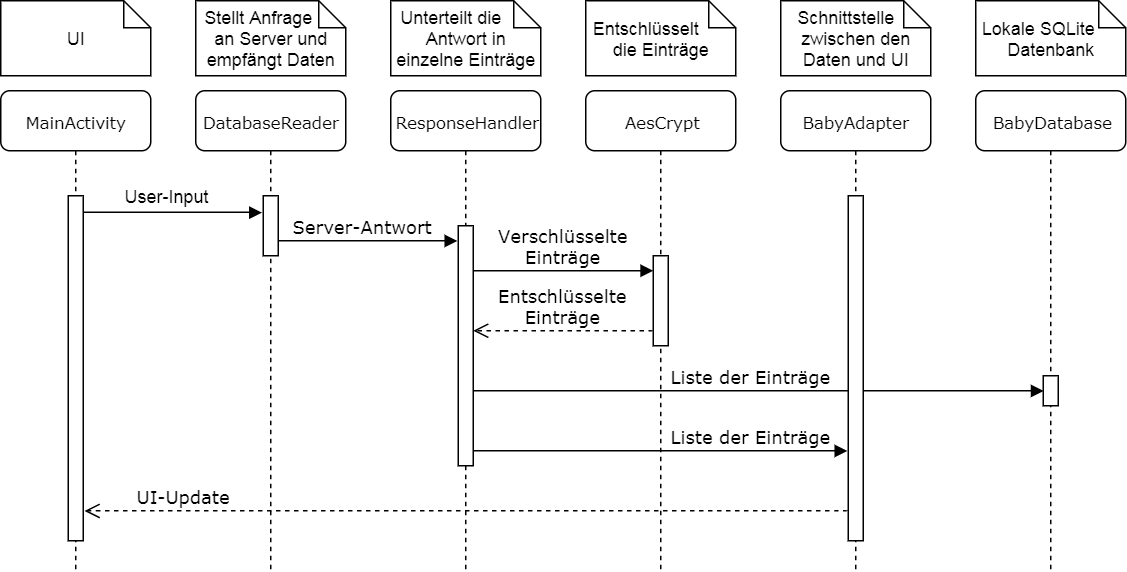 UI
Stellt Anfrage
an Server und
empfängt Daten
Unterteilt die
Antwort in
einzelne Einträge
Entschlüsselt
die Einträge
Schnittstelle
zwischen den
Daten und UI
Lokale SQLite
Datenbank
MainActivity
DatabaseReader
ResponseHandler
AesCrypt
BabyAdapter
BabyDatabase
User-Input
Server-Antwort
Verschlüsselte
Einträge
Entschlüsselte
Einträge
Liste der Einträge
Liste der Einträge
UI-Update